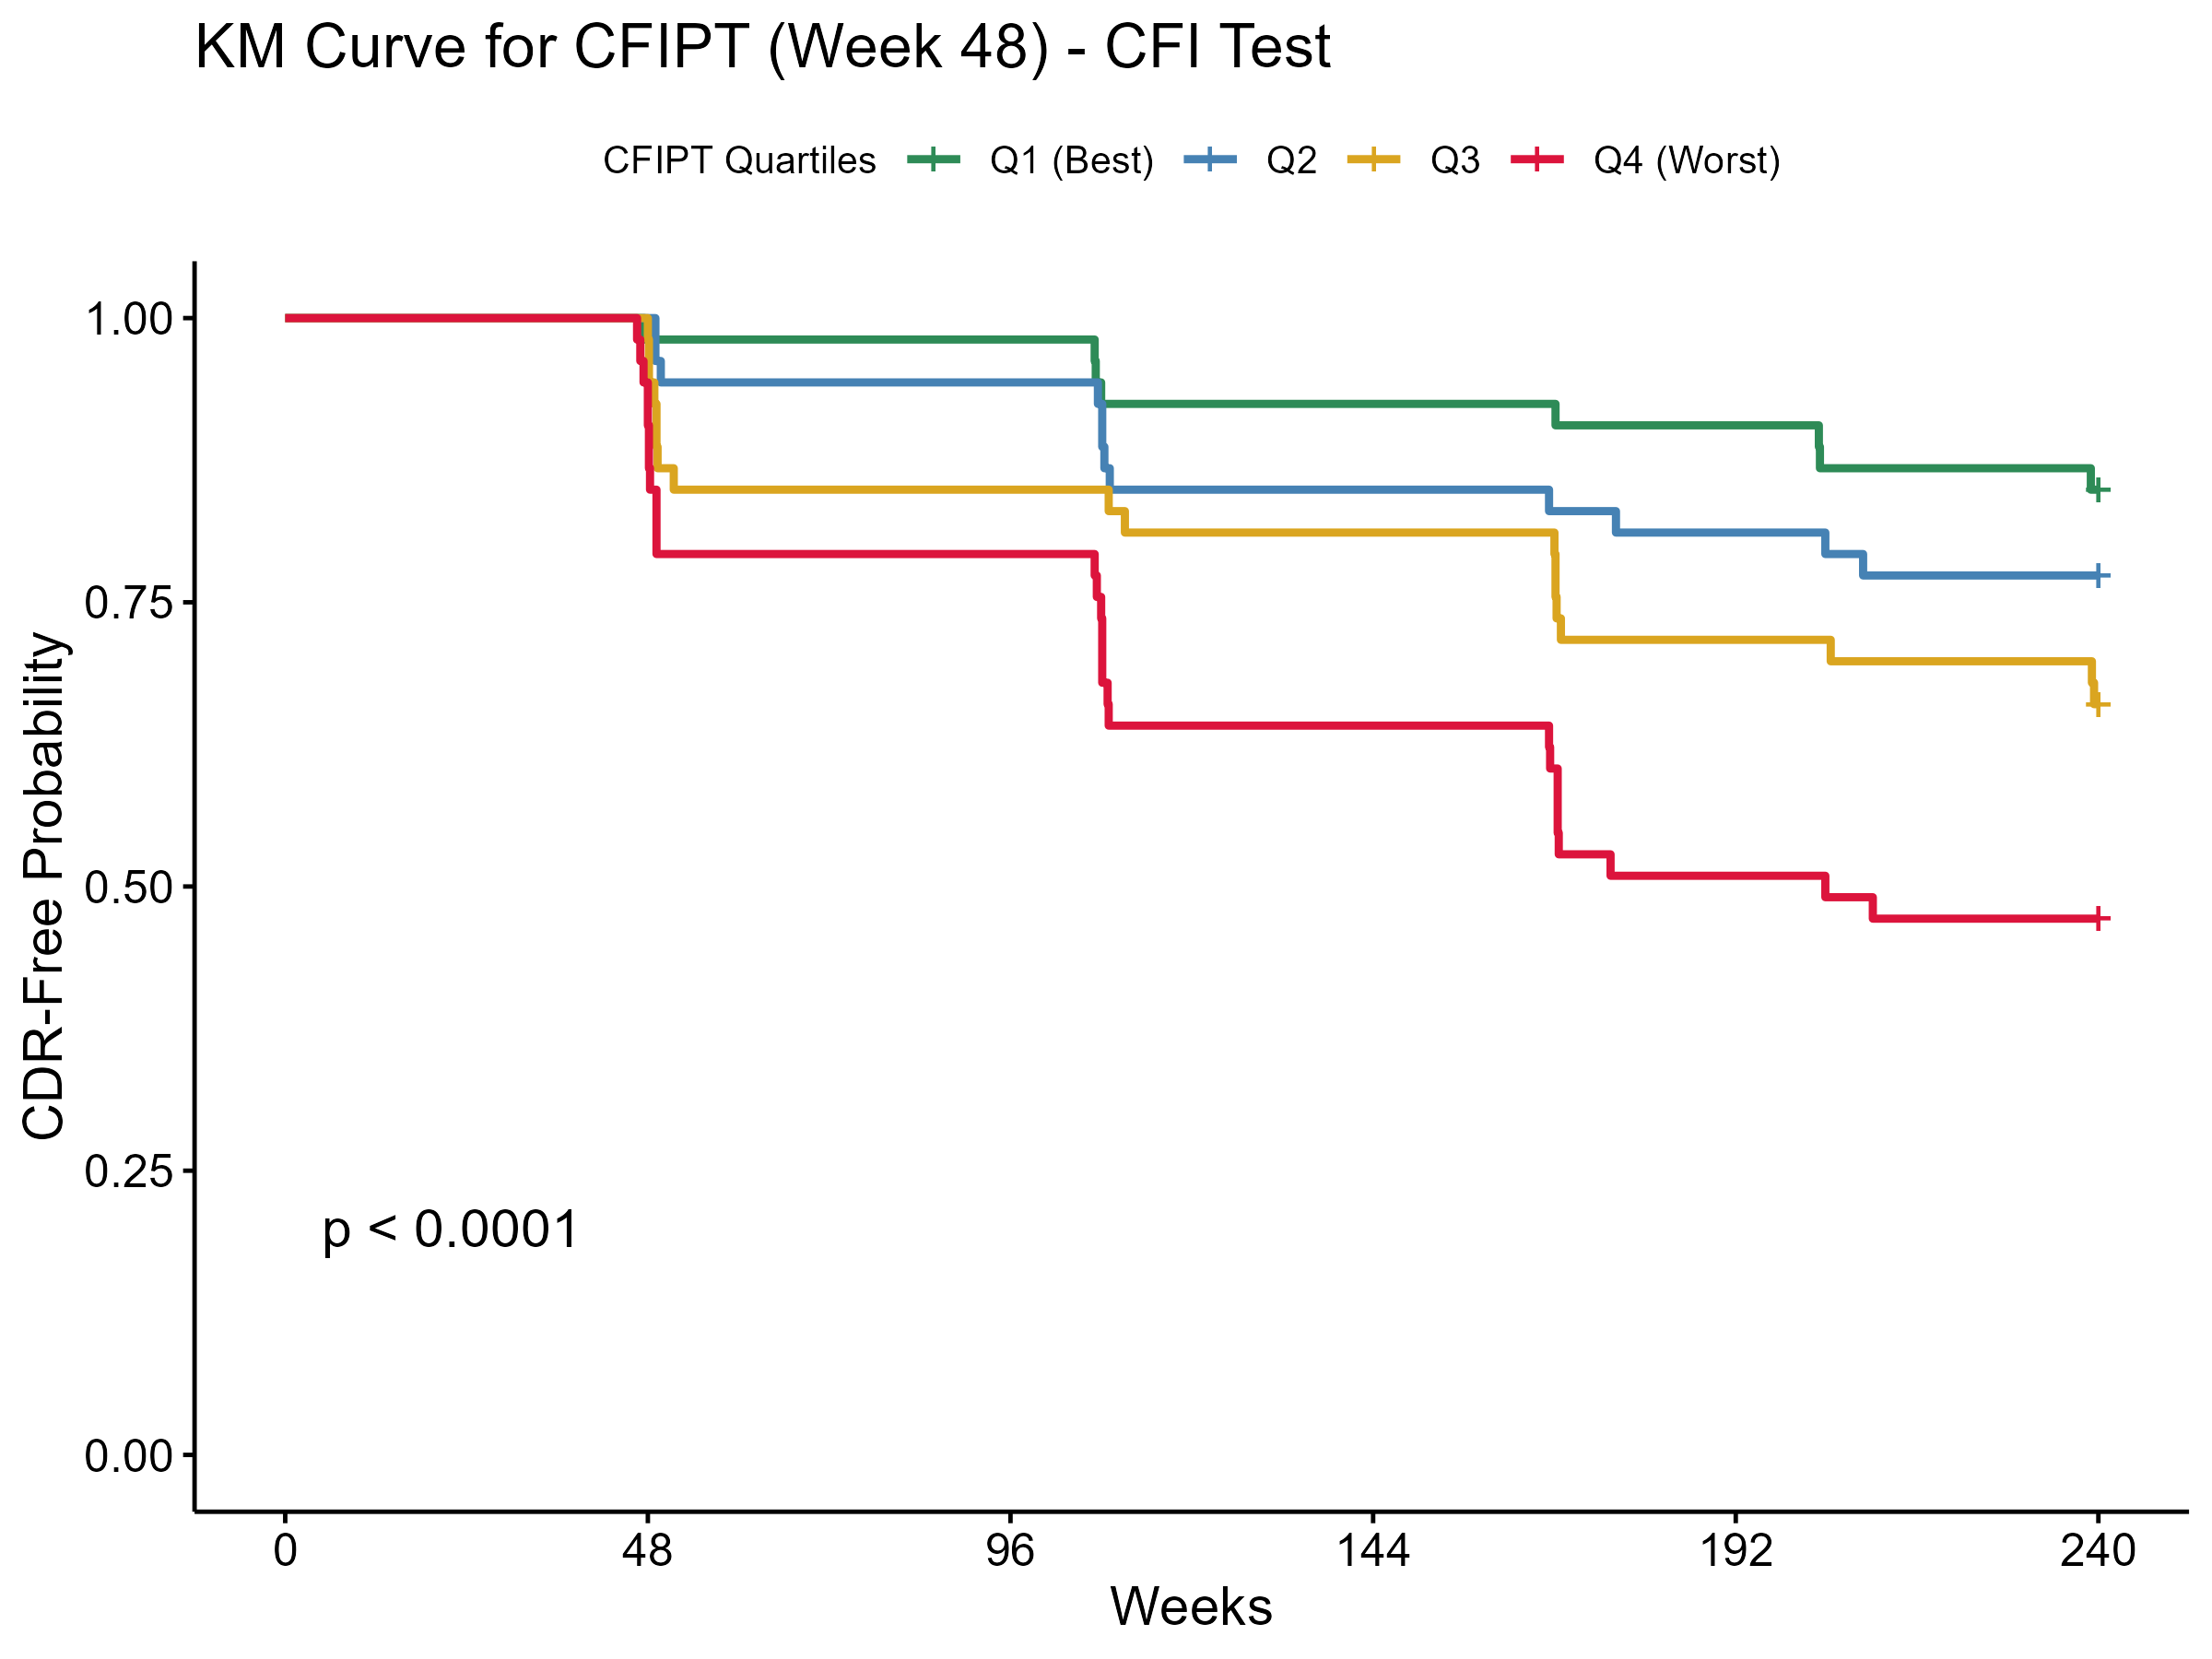 KM Curve for CFIPT (Week 48) - CFI Test
CFIPT Quartiles Q1 (Best) Q2 Q3 Q4 (Worst)
CDR-Free Probability
1.00
0.75
0.50
0.25
0.00
p < 0.0001
0 48 96 144 192 240
Weeks